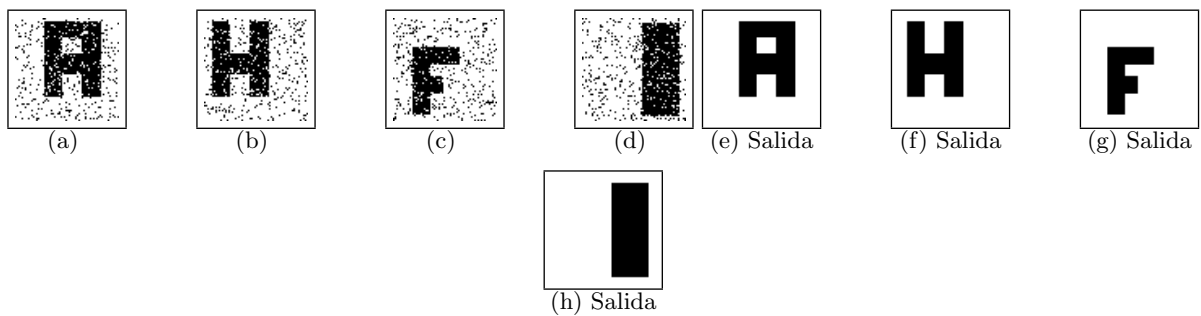 A H F A H F
(a) (b) (c) (d) (e) Salida (f) Salida (g) Salida
(h) Salida